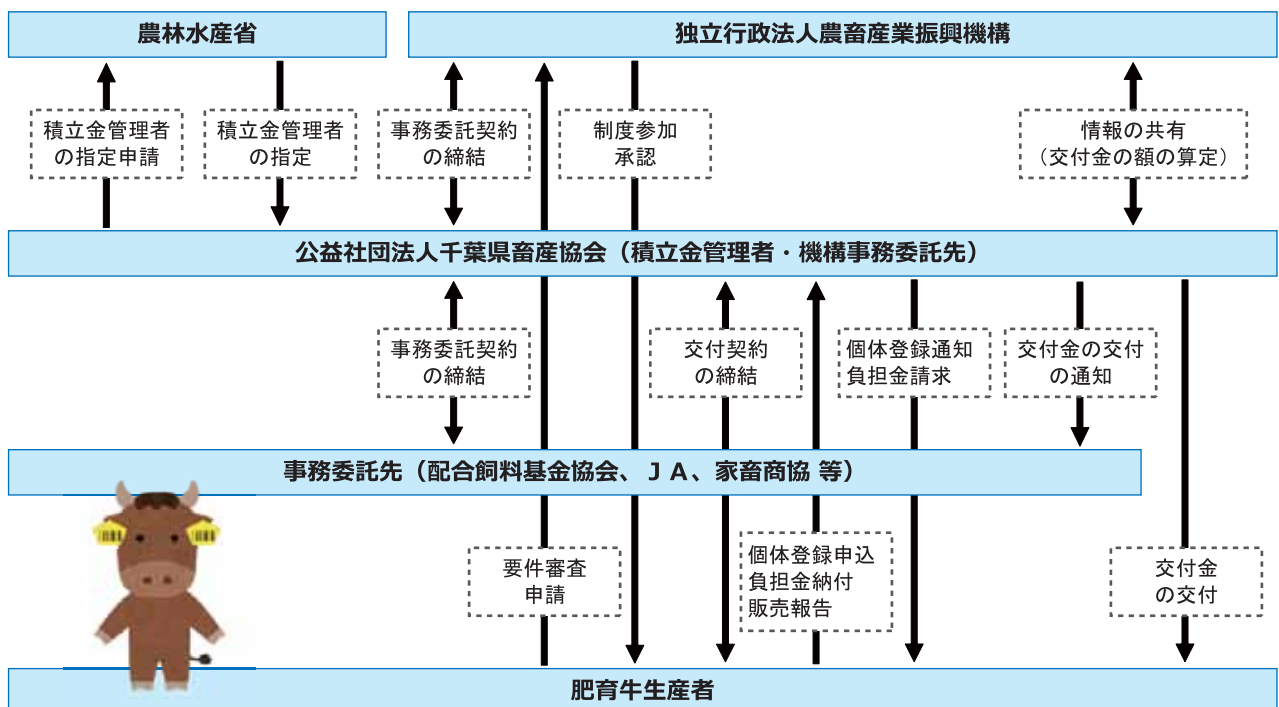 農林水産省
独立行政法人農畜産業振興機構
積立金管理者
の指定申請
積立金管理者
の指定
事務委託契約
の締結
制度参加
承認
情報の共有
（交付金の額の算定）
公益社団法人千葉県畜産協会（積立金管理者・機構事務委託先）
事務委託契約
の締結
交付契約
の締結
個体登録通知
負担金請求
交付金の交付
の通知
事務委託先（配合飼料基金協会、ＪＡ、家畜商協 等）
要件審査
申請
個体登録申込
負担金納付
販売報告
交付金
の交付
肥育牛生産者